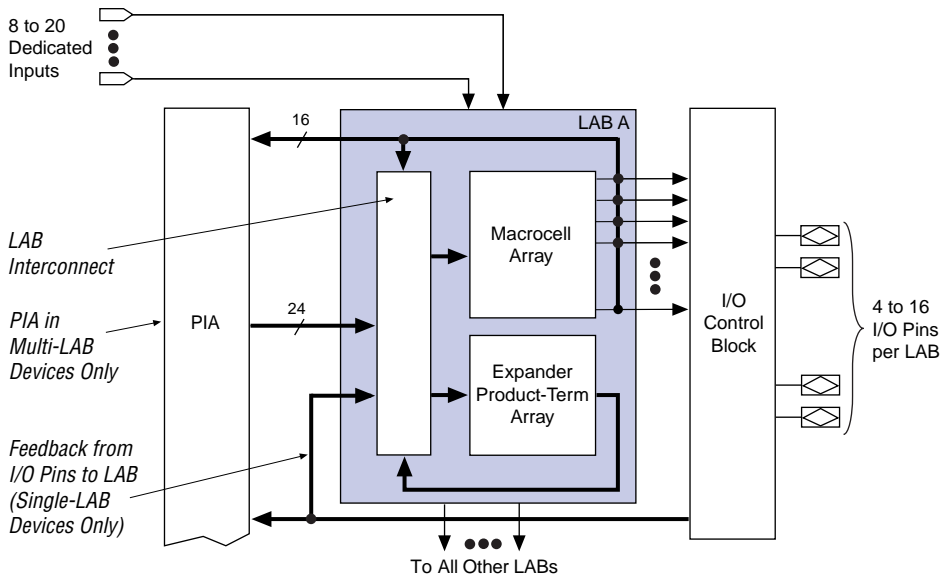 8 to 20
Dedicated
Inputs
LAB A
16
LAB
Interconnect
Macrocell
Array
PIA in
Multi-LAB
Devices Only
PIA
24
I/O
Control
Block
4 to 16
I/O Pins
per LAB
Expander
Product-Term
Array
Feedback from
I/O Pins to LAB
(Single-LAB
Devices Only)
To All Other LABs